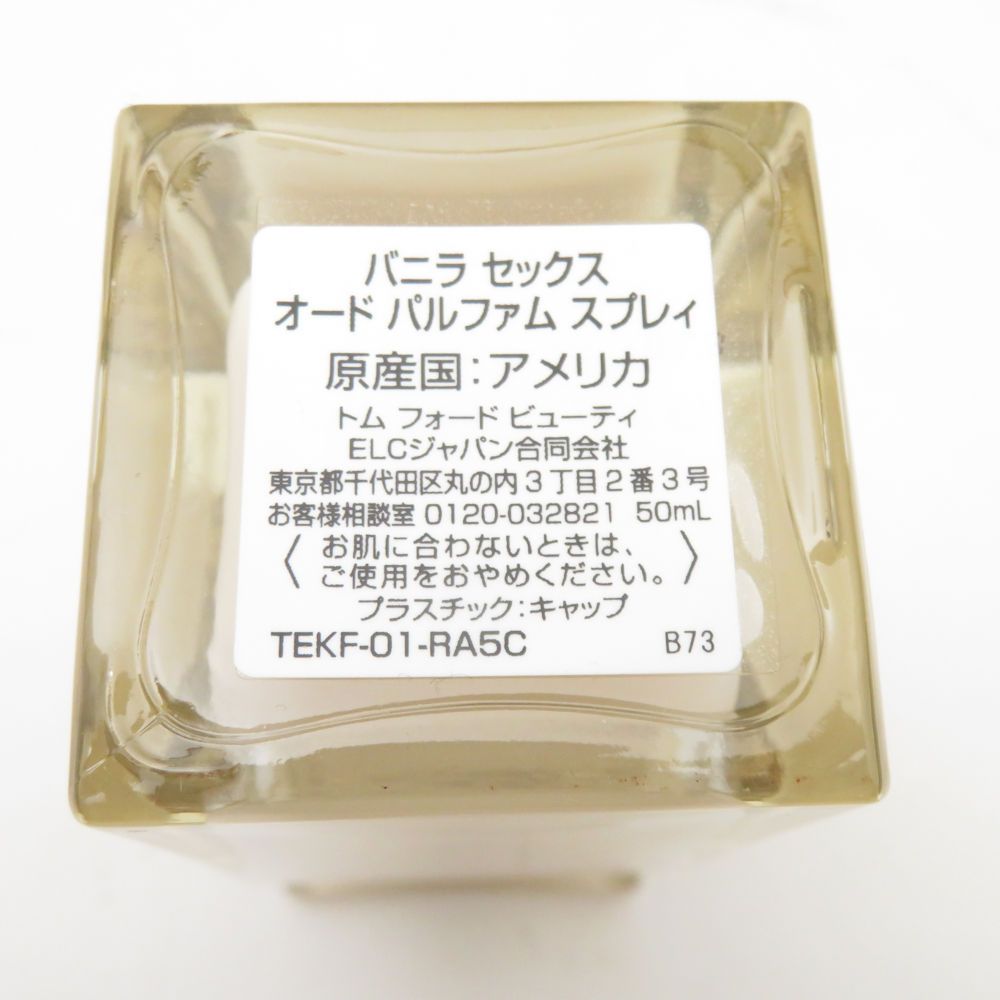 バニラ セックス
オード パルファム スプレィ
原産国：アメリカ
トム フォード ビューティ
ELCジャパン合同会社
東京都千代田区丸の内３丁目２番３号
お客様相談室 0120-032821 50mL
〈 お肌に合わないときは、
ご使用をおやめください。 〉
プラスチック：キャップ
TEKF-01-RA5C B73